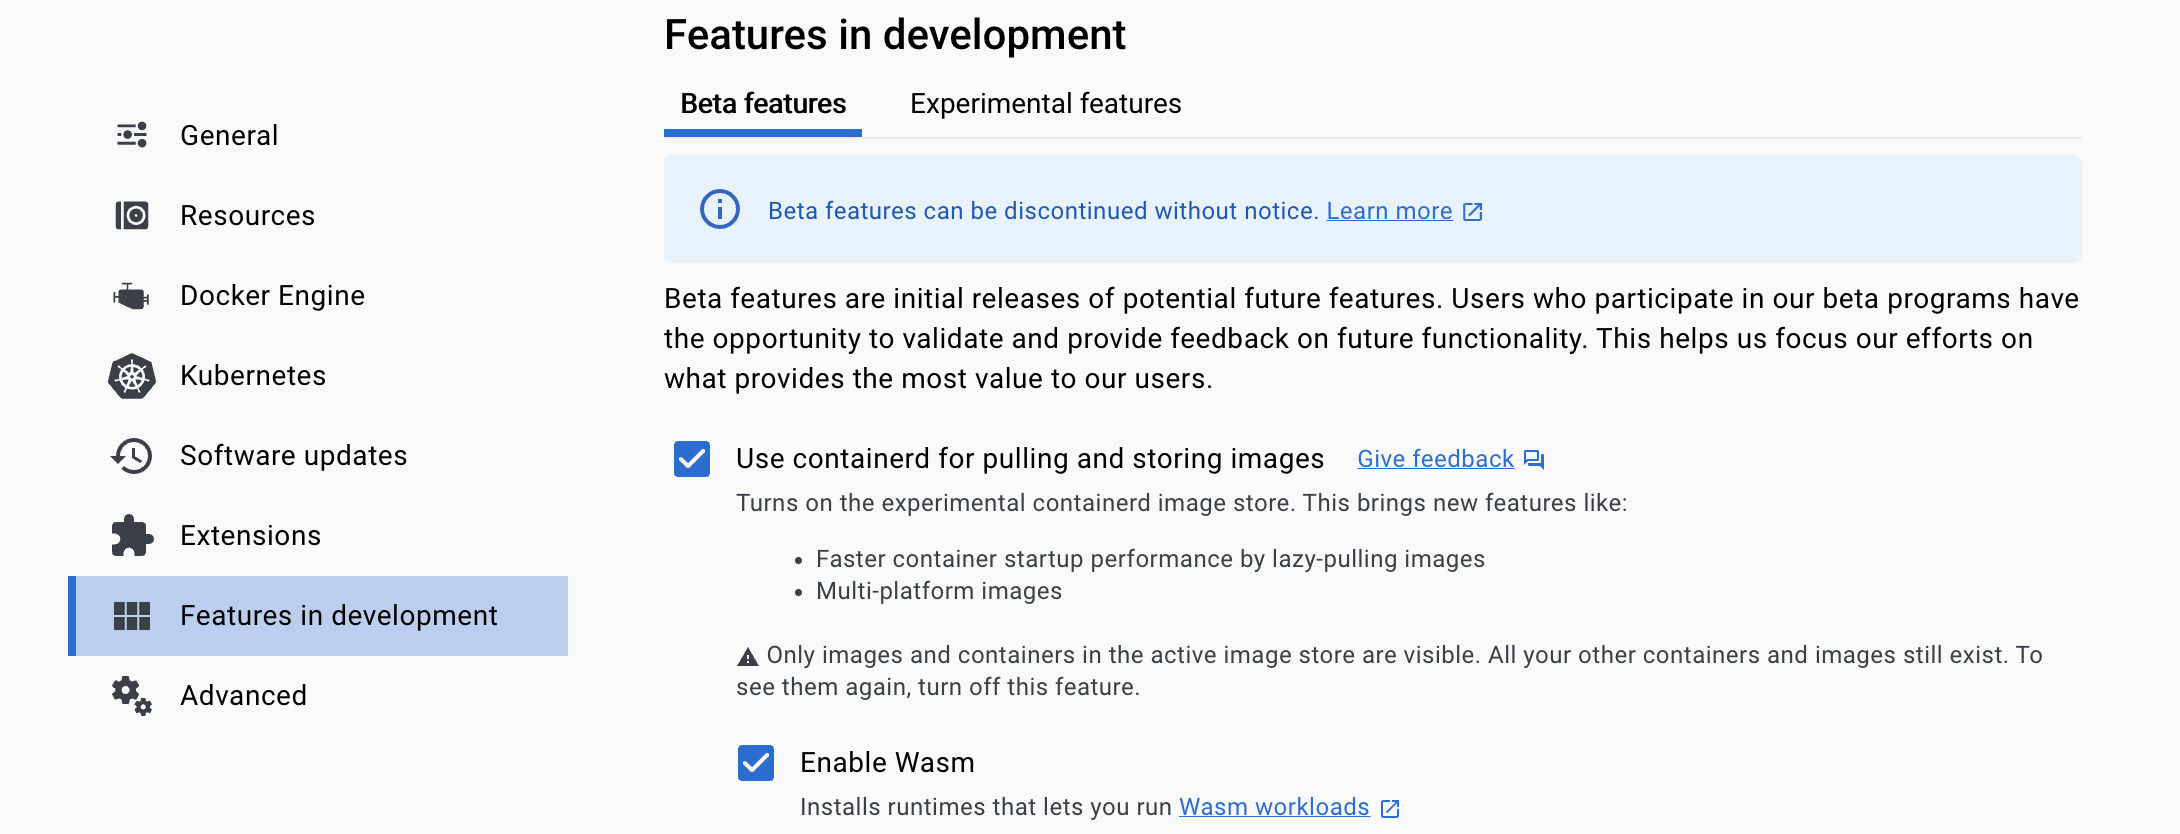 Features in development
Beta features
Experimental features
General
Resources
Docker Engine
Kubernetes
Software updates
Extensions
Features in development
Advanced
Beta features can be discontinued without notice. Learn more
Beta features are initial releases of potential future features. Users who participate in our beta programs have
the opportunity to validate and provide feedback on future functionality. This helps us focus our efforts on
what provides the most value to our users.
Use containerd for pulling and storing images Give feedback
Turns on the experimental containerd image store. This brings new features like:
• Faster container startup performance by lazy-pulling images
• Multi-platform images
Only images and containers in the active image store are visible. All your other containers and images still exist. To
see them again, turn off this feature.
Enable Wasm
Installs runtimes that lets you run Wasm workloads